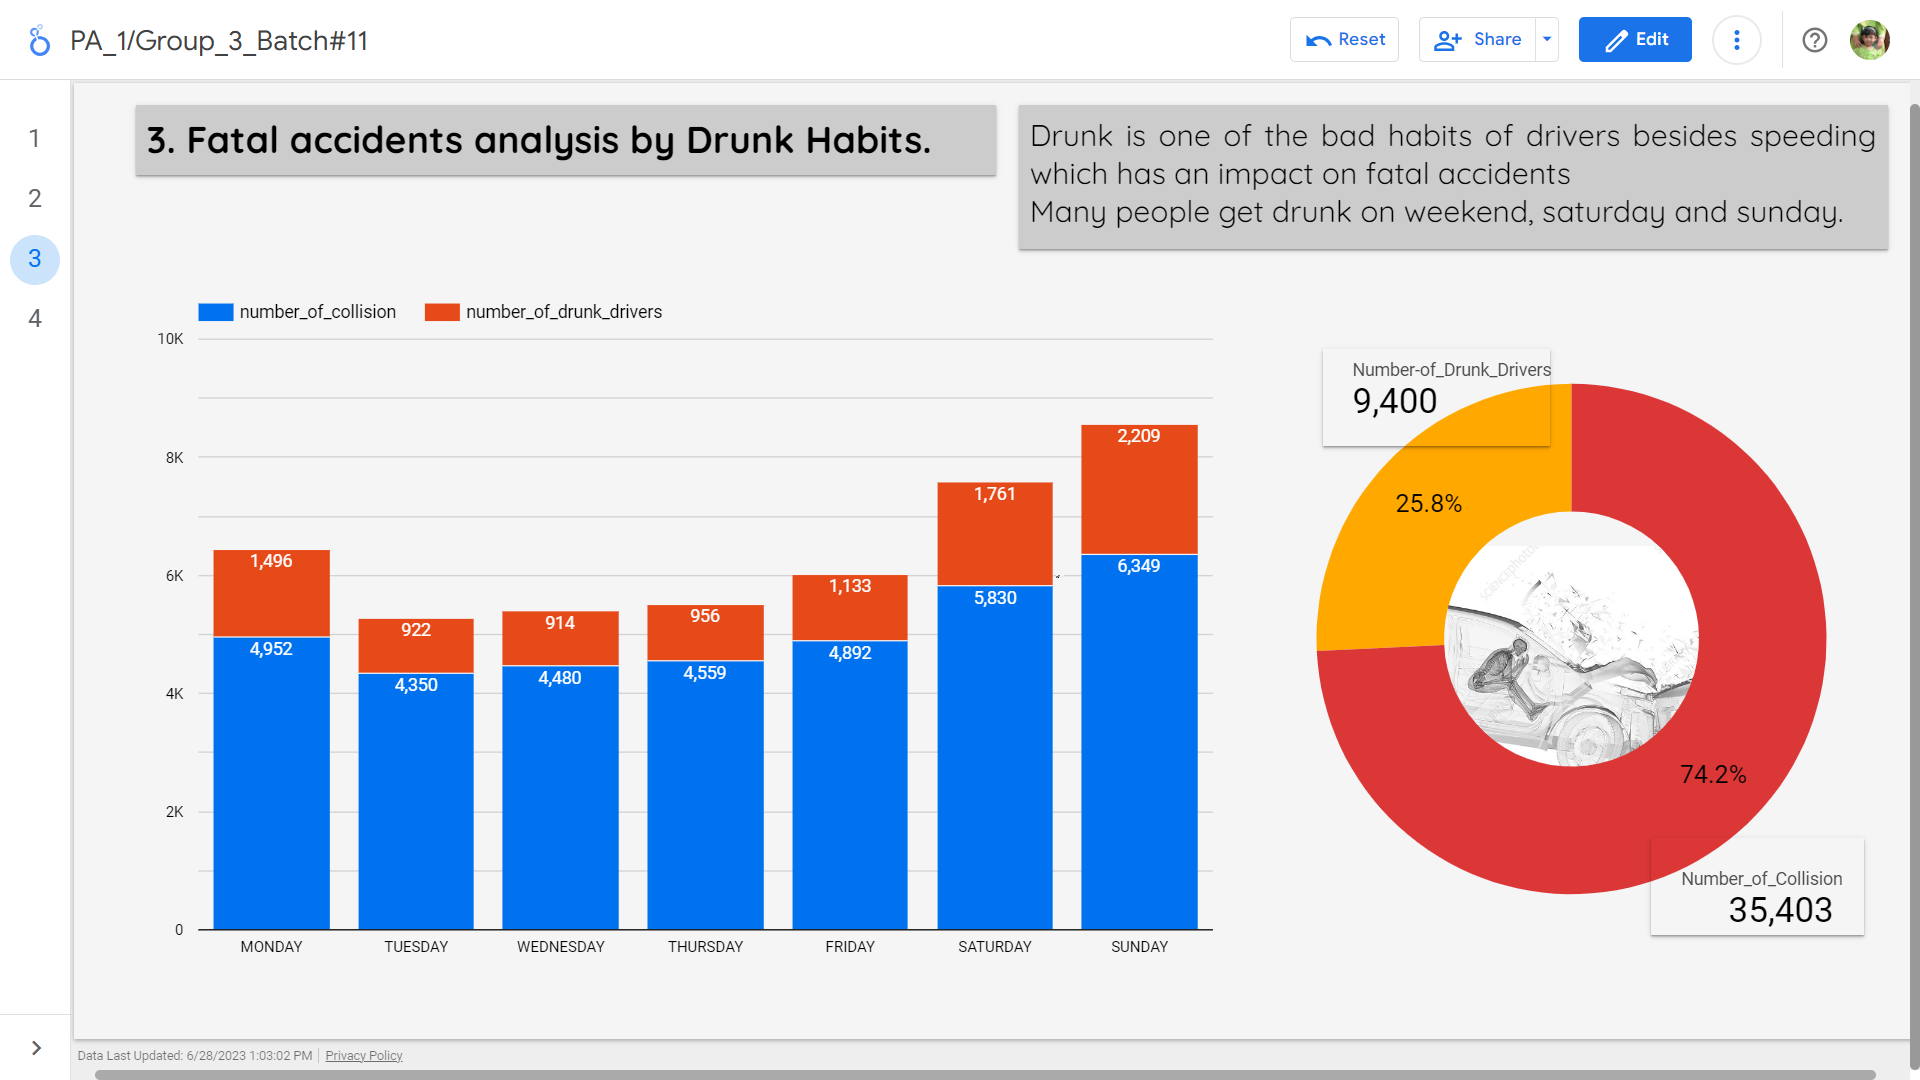 PA_1/Group_3_Batch#11
Reset
Share
Edit
1
2
3
4
3. Fatal accidents analysis by Drunk Habits.
Drunk is one of the bad habits of drivers besides speeding
which has an impact on fatal accidents
Many people get drunk on weekend, saturday and sunday.
number_of_collision
number_of_drunk_drivers
10K
8K
6K
4K
2K
0
1,496
4,952
922
4,350
914
4,480
956
4,559
1,133
4,892
1,761
5,830
2,209
6,349
MONDAY
TUESDAY
WEDNESDAY
THURSDAY
FRIDAY
SATURDAY
SUNDAY
Number-of_Drunk_Drivers
9,400
25.8%
74.2%
Number_of_Collision
35,403
Data Last Updated: 6/28/2023 1:03:02 PM
Privacy Policy